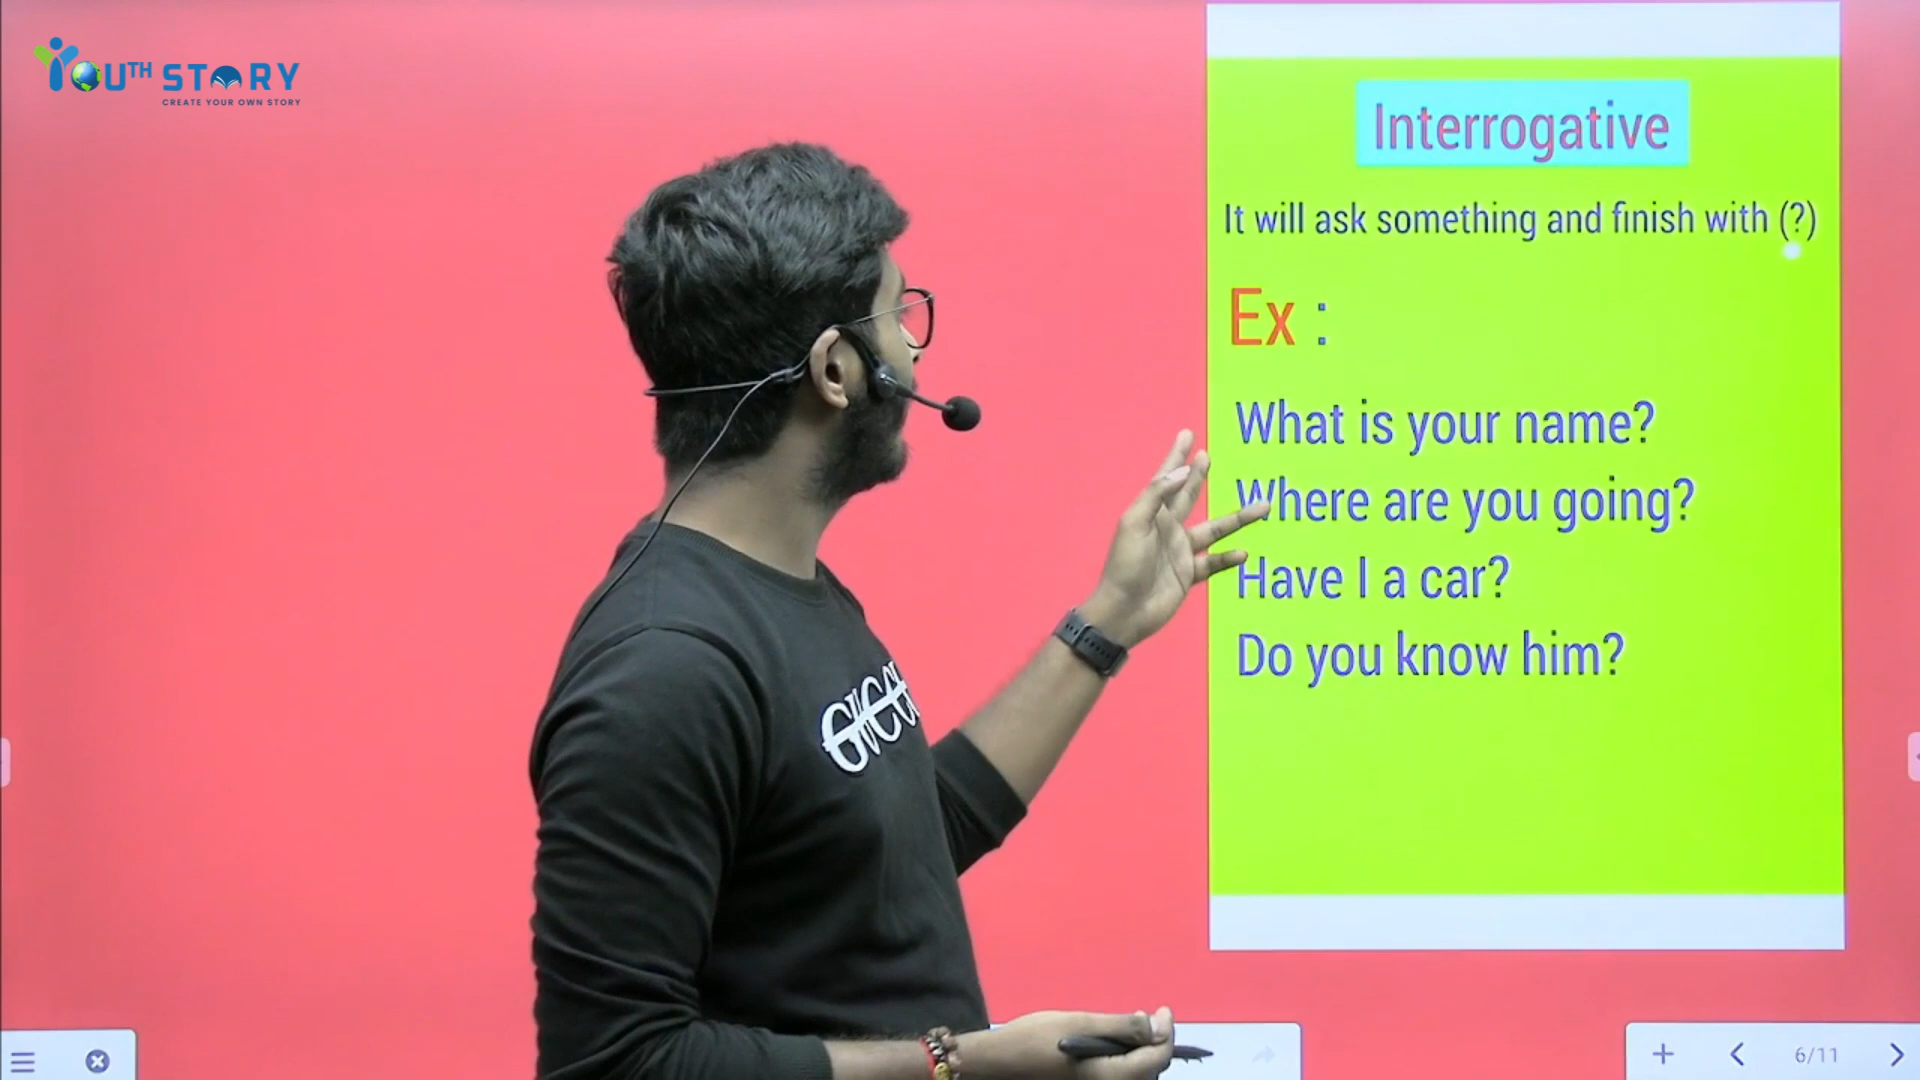 YOUTH STORY
CREATE YOUR OWN STORY
Interrogative
It will ask something and finish with (?)
Ex :
What is your name?
Where are you going?
Have I a car?
Do you know him?
GUCCI
6/11